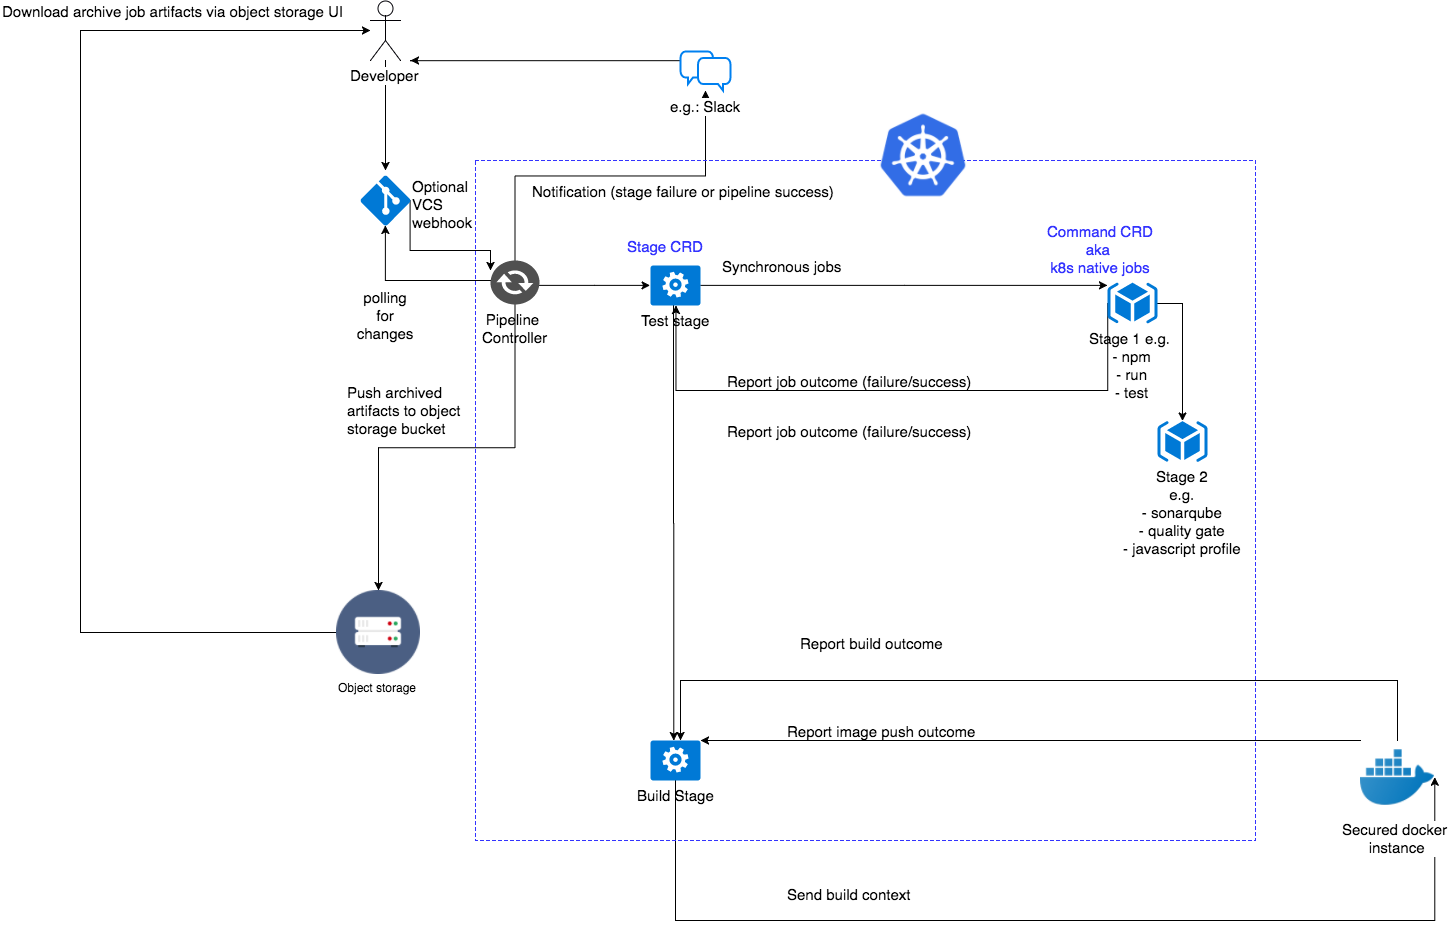 Download archive job artifacts via object storage UI
Developer
e.g.: Slack
Optional
VCS
webhook
Notification (stage failure or pipeline success)
Stage CRD
Command CRD
aka
k8s native jobs
Synchronous jobs
polling
for
changes
Pipeline
Controller
Test stage
Stage 1 e.g.
- npm
- run
- test
Report job outcome (failure/success)
Push archived
artifacts to object
storage bucket
Report job outcome (failure/success)
Stage 2
e.g.
- sonarqube
- quality gate
- javascript profile
Report build outcome
Object storage
Report image push outcome
Build Stage
Secured docker
instance
Send build context